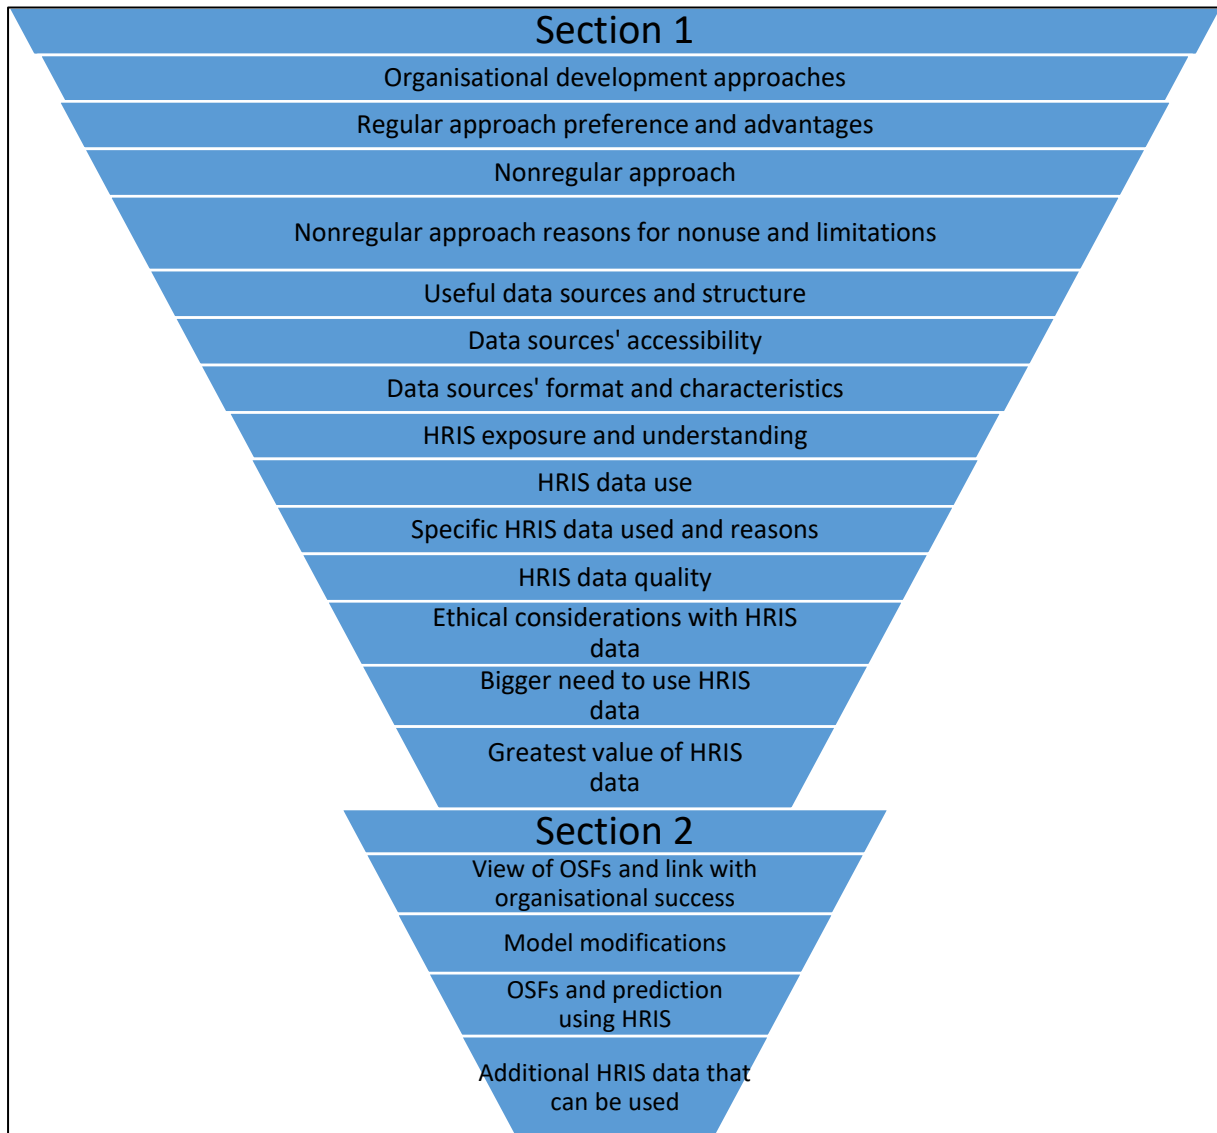 Section 1
Organisational development approaches
Regular approach preference and advantages
Nonregular approach
Nonregular approach reasons for nonuse and limitations
Useful data sources and structure
Data sources' accessibility
Data sources' format and characteristics
HRIS exposure and understanding
HRIS data use
Specific HRIS data used and reasons
HRIS data quality
Ethical considerations with HRIS
data
Bigger need to use HRIS
data
Greatest value of HRIS
data
Section 2
View of OSFs and link with
organisational success
Model modifications
OSFs and prediction
using HRIS
Additional HRIS data that
can be used